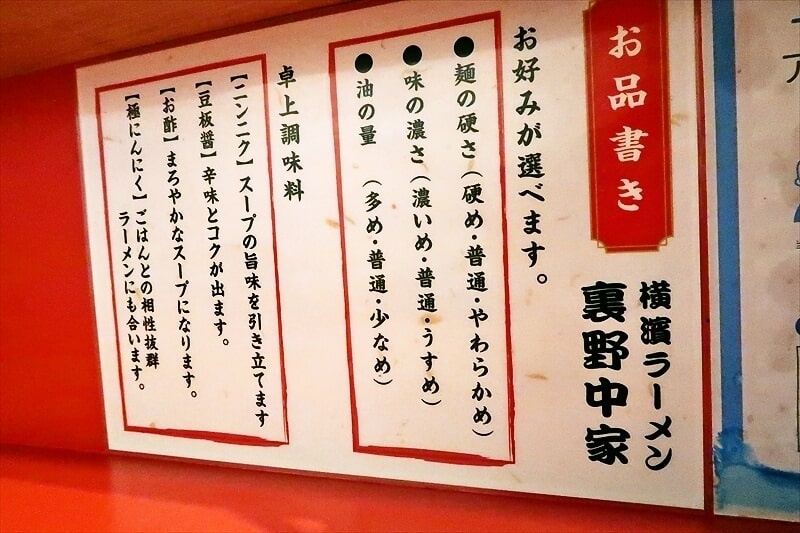 お品書き
横濱ラーメン
裏野中家
お好みが選べます。
●麺の硬さ(硬め・普通・やわらかめ)
●味の濃さ(濃いめ・普通・うすめ)
●油の量 (多め・普通・少なめ)
卓上調味料
【ニンニク】スープの旨味を引き立てます
【豆板醤】辛味とコクが出ます。
【お酢】まろやかなスープになります。
【極にんにく】ごはんとの相性抜群
ラーメンにも合います。